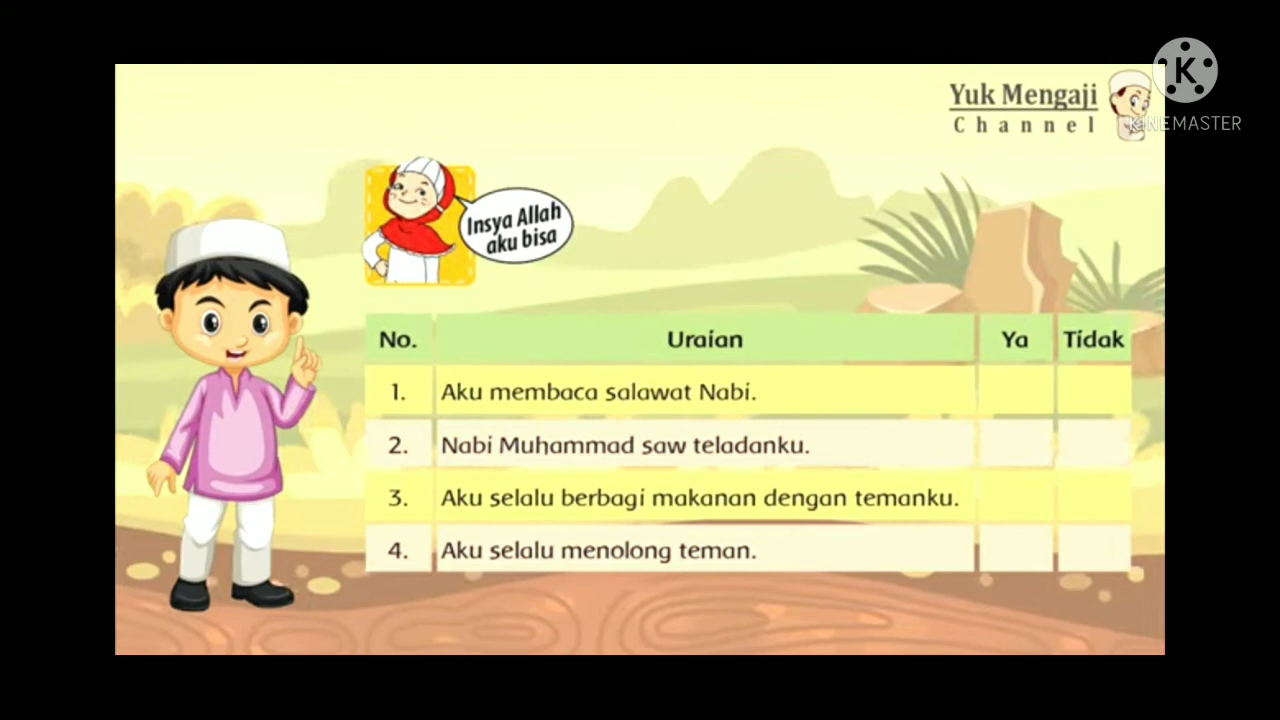 Yuk Mengaji
Channel
K
KINEMASTER
Insya Allah
aku bisa
No. Uraian Ya Tidak
1. Aku membaca salawat Nabi.
2. Nabi Muhammad saw teladanku.
3. Aku selalu berbagi makanan dengan temanku.
4. Aku selalu menolong teman.